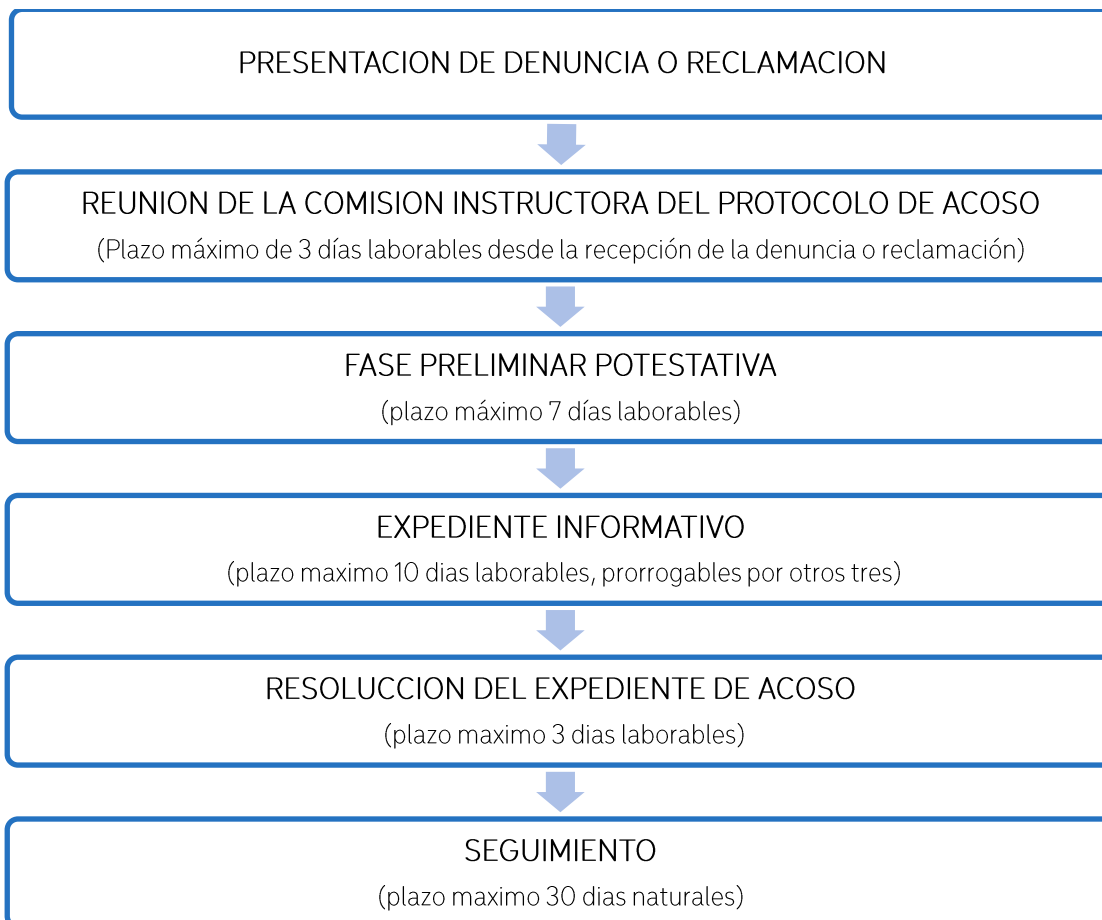 PRESENTACION DE DENUNCIA O RECLAMACION
REUNION DE LA COMISION INSTRUCTORA DEL PROTOCOLO DE ACOSO
(Plazo máximo de 3 días laborables desde la recepción de la denuncia o reclamación)
FASE PRELIMINAR POTESTATIVA
(plazo máximo 7 días laborables)
EXPEDIENTE INFORMATIVO
(plazo maximo 10 dias laborables, prorrogables por otros tres)
RESOLUCCION DEL EXPEDIENTE DE ACOSO
(plazo maximo 3 dias laborables)
SEGUIMIENTO
(plazo maximo 30 dias naturales)